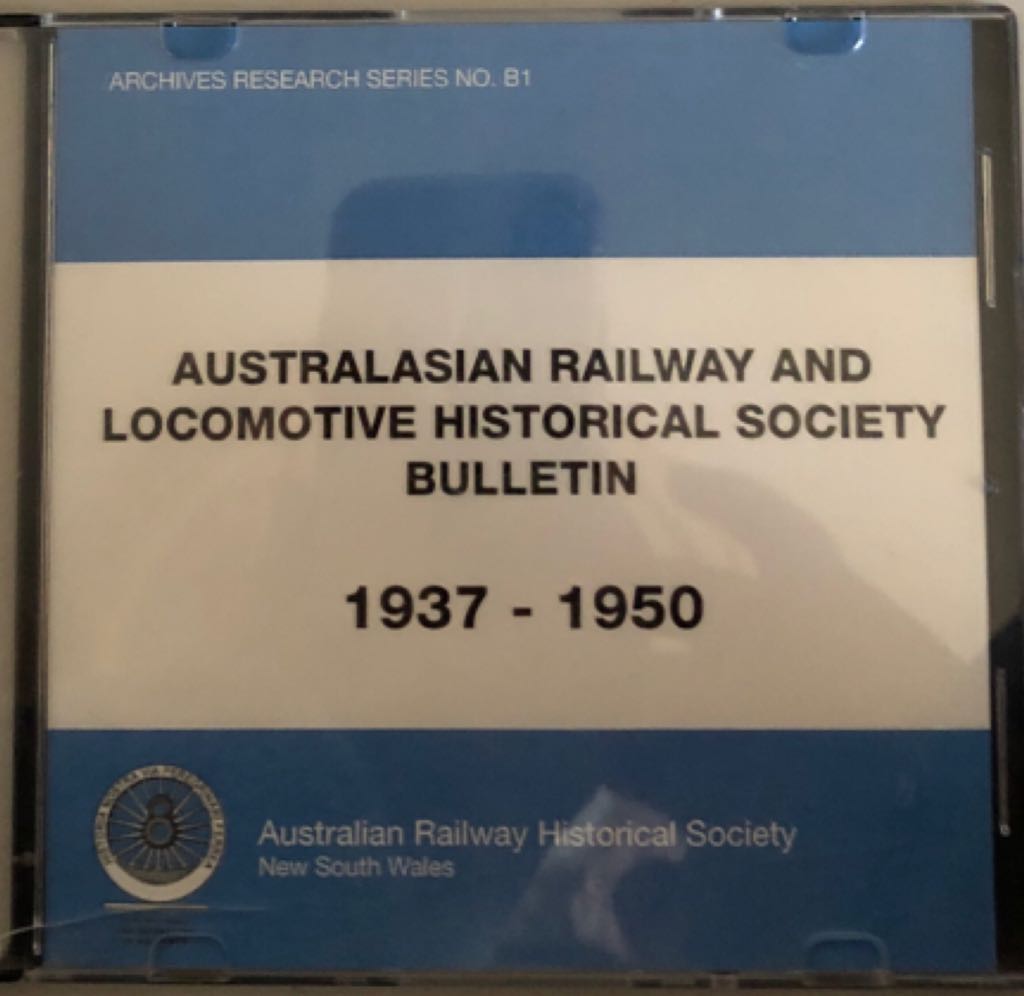 ARCHIVES RESEARCH SERIES NO. B1
AUSTRALASIAN RAILWAY AND
LOCOMOTIVE HISTORICAL SOCIETY
BULLETIN
1937 - 1950
Australian Railway Historical Society
New South Wales